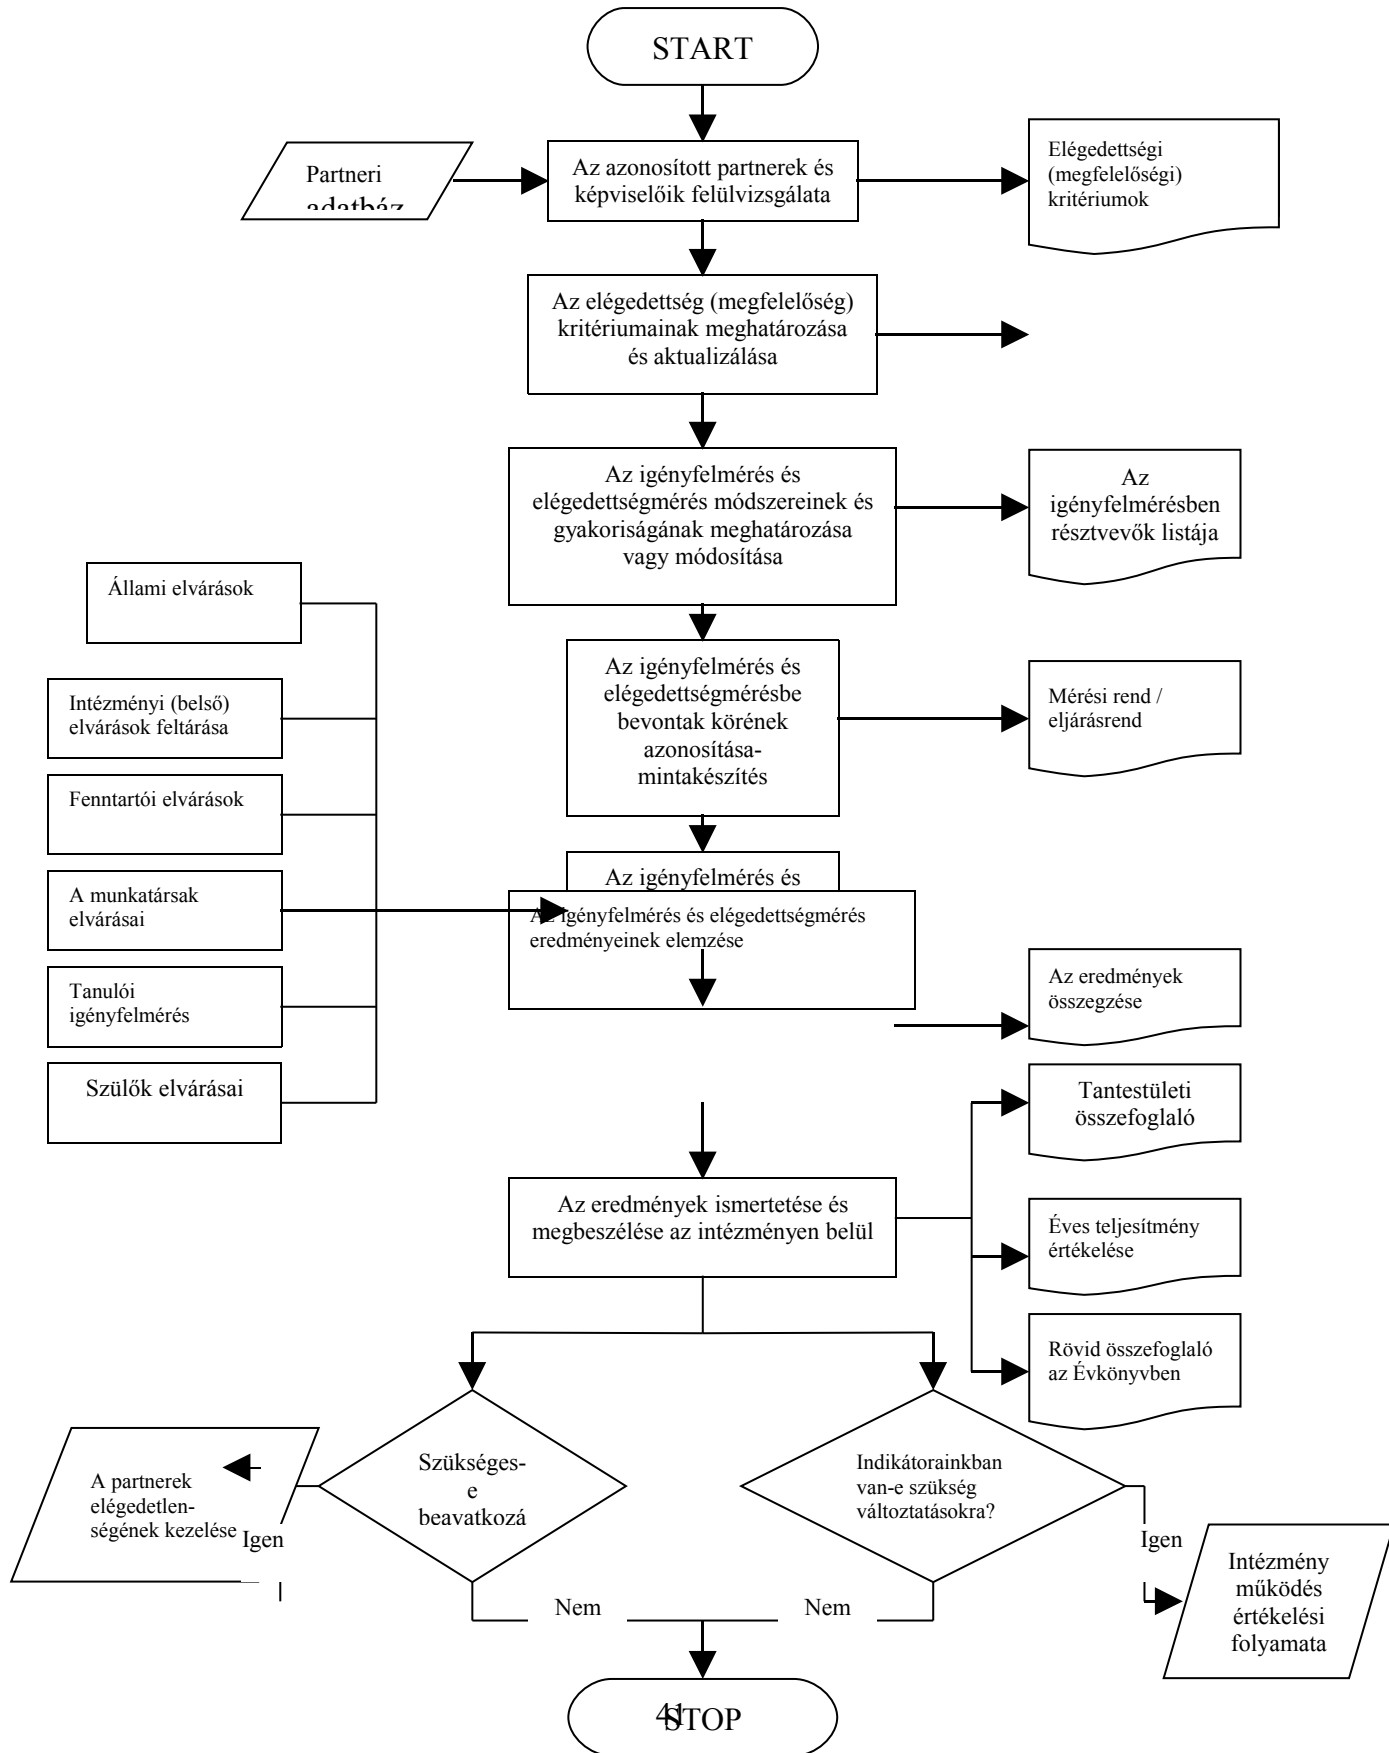 START
Partneri
adatbáz
Az azonosított partnerek és
képviselőik felülvizsgálata
Elégedettségi
(megfelelőségi)
kritériumok
Az elégedettség (megfelelőség)
kritériumainak meghatározása
és aktualizálása
Az igényfelmérés és
elégedettségmérés módszereinek és
gyakoriságának meghatározása
vagy módosítása
Az
igényfelmérésben
résztvevők listája
Állami elvárások
Intézményi (belső)
elvárások feltárása
Fenntartói elvárások
A munkatársak
elvárásai
Tanulói
igényfelmérés
Szülők elvárásai
Az igényfelmérés és
elégedettségmérésbe
bevontak körének
azonosítása-
mintakészítés
Mérési rend /
eljárásrend
Az igényfelmérés és
Az igényfelmérés és elégedettségmérés
eredményeinek elemzése
Az eredmények
összegzése
Tantestületi
összefoglaló
Az eredmények ismertetése és
megbeszélése az intézményen belül
Éves teljesítmény
értékelése
Rövid összefoglaló
az Évkönyvben
A partnerek
elégedetlen-
ségének kezelése
Igen
Szükséges-
e
beavatkozá
Indikátorainkban
van-e szükség
változtatásokra?
Igen
Intézmény
működés
értékelési
folyamata
Nem
Nem
41
STOP